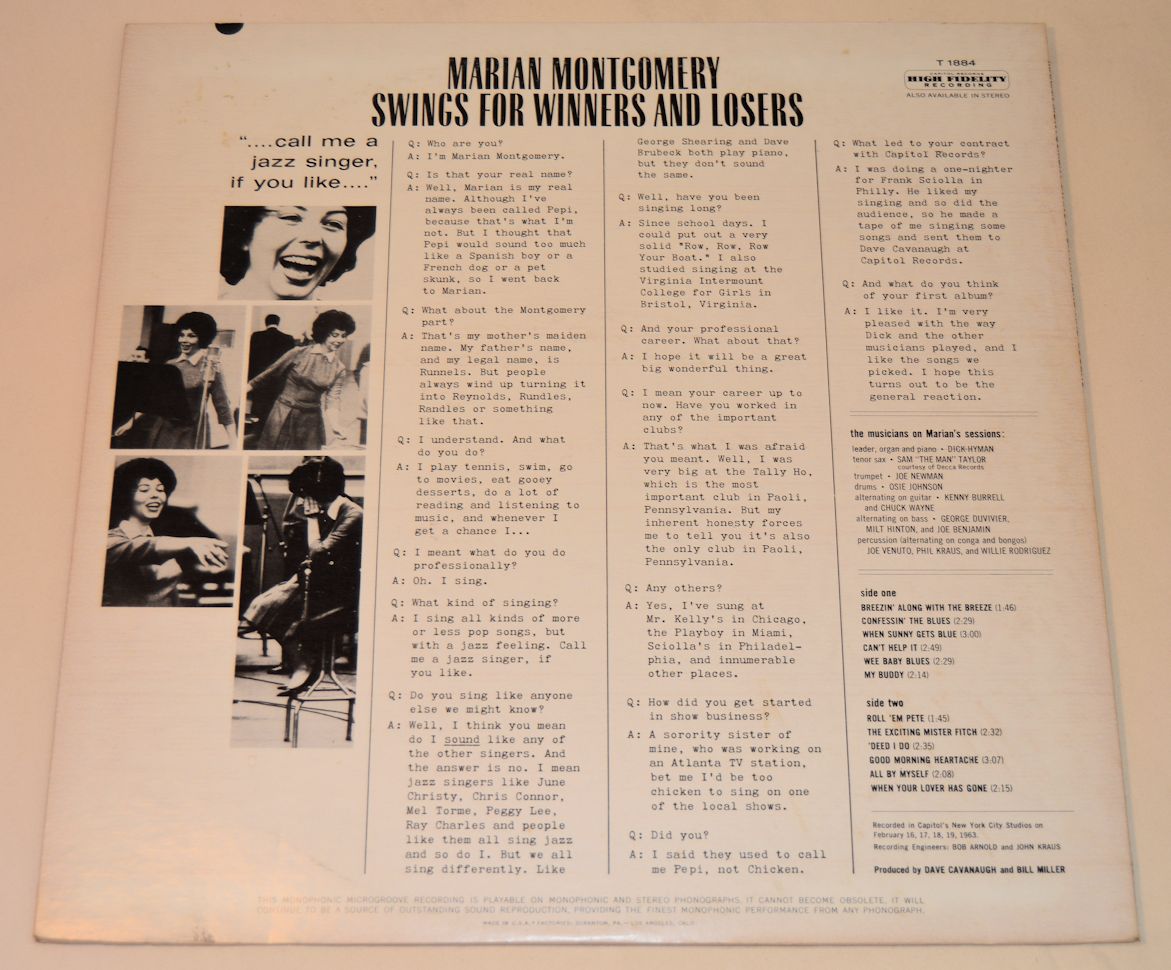 MARIAN MONTGOMERY
SWINGS FOR WINNERS AND LOSERS
T 1884
CAPITOL RECORDS
HIGH FIDELITY
RECORDING
ALSO AVAILABLE IN STEREO
"....call me a
jazz singer,
if you like...."
Q: Who are you?
A: I'm Marian Montgomery.
Q: Is that your real name?
A: Well, Marian is my real
name. Although I've
always been called Pepi,
because that's what I'm
not. But I thought that
Pepi would sound too much
like a Spanish boy or a
French dog or a pet
skunk, so I went back
to Marian.
Q: What about the Montgomery
part?
A: That's my mother's maiden
name. My father's name,
and my legal name, is
Runnels. But people
always wind up turning it
into Reynolds, Rundles,
Randles or something
like that.
Q: I understand. And what
do you do?
A: I play tennis, swim, go
to movies, eat gooey
desserts, do a lot of
reading and listening to
music, and whenever I
get a chance I...
Q: I meant what do you do
professionally?
A: Oh. I sing.
Q: What kind of singing?
A: I sing all kinds of more
or less pop songs, but
with a jazz feeling. Call
me a jazz singer, if
you like.
Q: Do you sing like anyone
else we might know?
A: Well, I think you mean
do I sound like any of
the other singers. And
the answer is no. I mean
jazz singers like June
Christy, Chris Connor,
Mel Torme, Peggy Lee,
Ray Charles and people
like them all sing jazz
and so do I. But we all
sing differently. Like
George Shearing and Dave
Brubeck both play piano,
but they don't sound
the same.
Q: Well, have you been
singing long?
A: Since school days. I
could put out a very
solid "Row, Row, Row
Your Boat." I also
studied singing at the
Virginia Intermount
College for Girls in
Bristol, Virginia.
Q: And your professional
career. What about that?
A: I hope it will be a great
big wonderful thing.
Q: I mean your career up to
now. Have you worked in
any of the important
clubs?
A: That's what I was afraid
you meant. Well, I was
very big at the Tally Ho,
which is the most
important club in Paoli,
Pennsylvania. But my
inherent honesty forces
me to tell you it's also
the only club in Paoli,
Pennsylvania.
Q: Any others?
A: Yes, I've sung at
Mr. Kelly's in Chicago,
the Playboy in Miami,
Sciolla's in Philadel-
phia, and innumerable
other places.
Q: How did you get started
in show business?
A: A sorority sister of
mine, who was working on
an Atlanta TV station,
bet me I'd be too
chicken to sing on one
of the local shows.
Q: Did you?
A: I said they used to call
me Pepi, not Chicken.
Q: What led to your contract
with Capitol Records?
A: I was doing a one-nighter
for Frank Sciolla in
Philly. He liked my
singing and so did the
audience, so he made a
tape of me singing some
songs and sent them to
Dave Cavanaugh at
Capitol Records.
Q: And what do you think
of your first album?
A: I like it. I'm very
pleased with the way
Dick and the other
musicians played, and I
like the songs we
picked. I hope this
turns out to be the
general reaction.
the musicians on Marian's sessions:
leader, organ and piano • DICK HYMAN
tenor sax • SAM "THE MAN" TAYLOR
courtesy of Decca Records
trumpet • JOE NEWMAN
drums • OSIE JOHNSON
alternating on guitar • KENNY BURRELL
and CHUCK WAYNE
alternating on bass • GEORGE DUVIVIER,
MILT HINTON, and JOE BENJAMIN
percussion (alternating on conga and bongos)
JOE VENUTO, PHIL KRAUS, and WILLIE RODRIGUEZ
side one
BREEZIN' ALONG WITH THE BREEZE (1:46)
CONFESSIN' THE BLUES (2:29)
WHEN SUNNY GETS BLUE (3:00)
CAN'T HELP IT (2:49)
WEE BABY BLUES (2:29)
MY BUDDY (2:14)
side two
ROLL 'EM PETE (1:45)
THE EXCITING MISTER FITCH (2:32)
'DEED I DO (2:35)
GOOD MORNING HEARTACHE (3:07)
ALL BY MYSELF (2:08)
WHEN YOUR LOVER HAS GONE (2:15)
Recorded in Capitol's New York City Studios on
February 16, 17, 18, 19, 1963.
Recording Engineers: BOB ARNOLD and JOHN KRAUS
Produced by DAVE CAVANAUGH and BILL MILLER
THIS MONOPHONIC MICROGROOVE RECORDING IS PLAYABLE ON MONOPHONIC AND STEREO PHONOGRAPHS. IT CANNOT BECOME OBSOLETE. IT WILL
CONTINUE TO BE A SOURCE OF OUTSTANDING SOUND REPRODUCTION, PROVIDING THE FINEST MONOPHONIC PERFORMANCE FROM ANY PHONOGRAPH.
MADE IN U.S.A. • FACTORIES: SCRANTON, PA. — LOS ANGELES, CALIF.